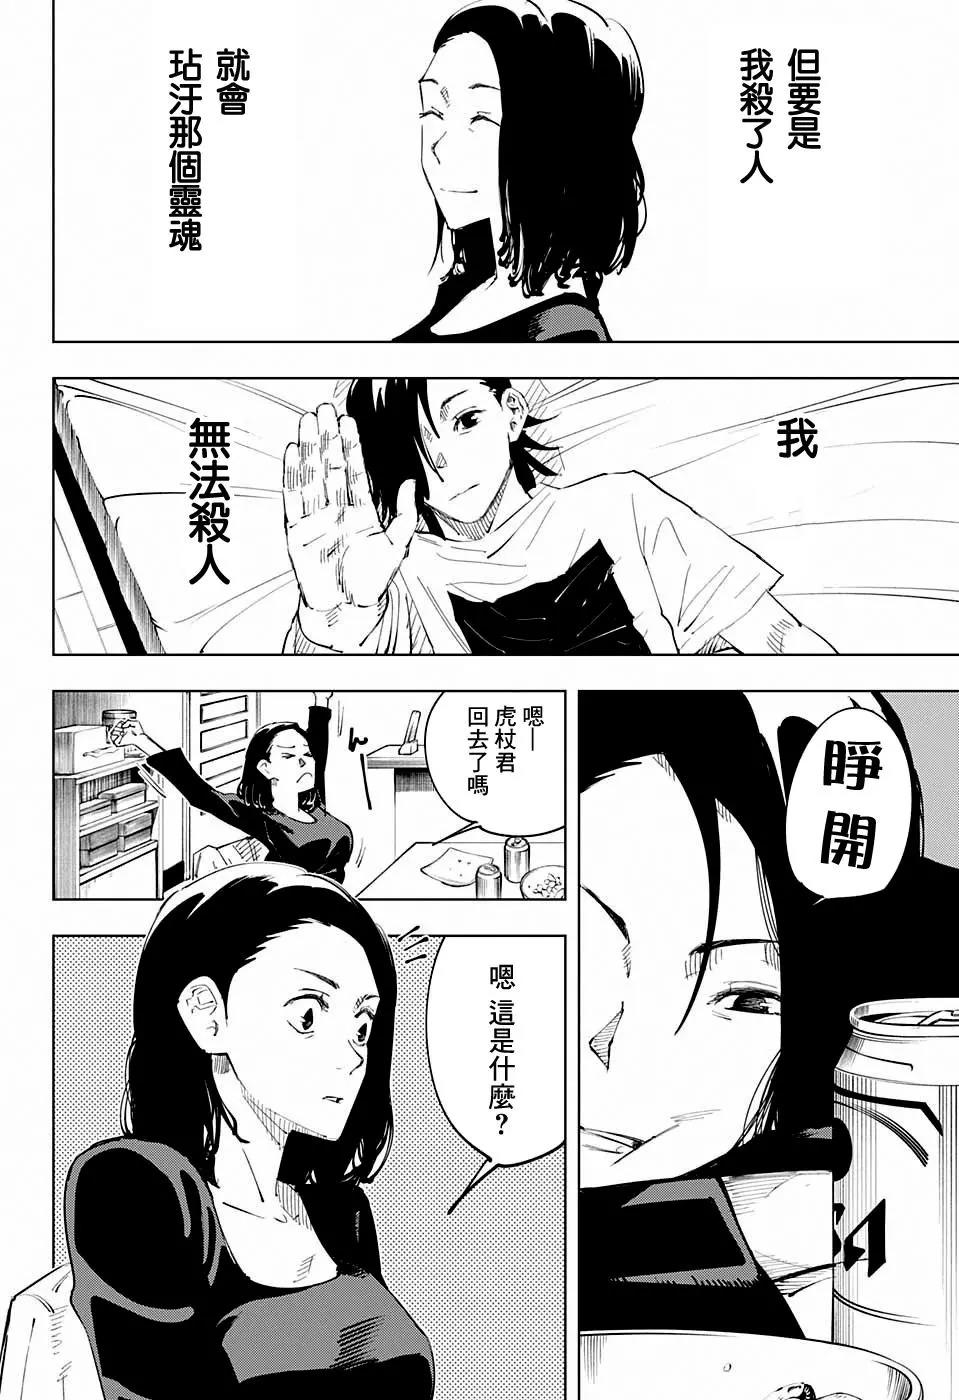 但要是
我殺了人
就會
玷汙那個靈魂
我
無法殺人
睜開
嗯—
虎杖君
回去了嗎
ん
嗯 這是什麼?